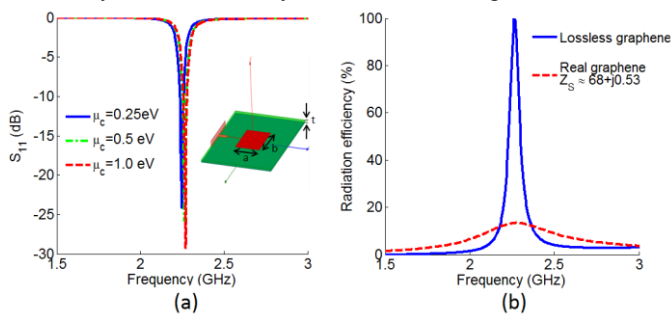 0
-5
-10
-15
-20
-25
-30
S11 (dB)
μc=0.25eV
μc=0.5 eV
μc=1.0 eV
t
a
b
1.5
2
2.5
3
Frequency (GHz)
(a)
100
80
60
40
20
0
Radiation efficiency (%)
Lossless graphene
Real graphene
ZS ≈ 68+j0.53
1.5
2
2.5
3
Frequency (GHz)
(b)